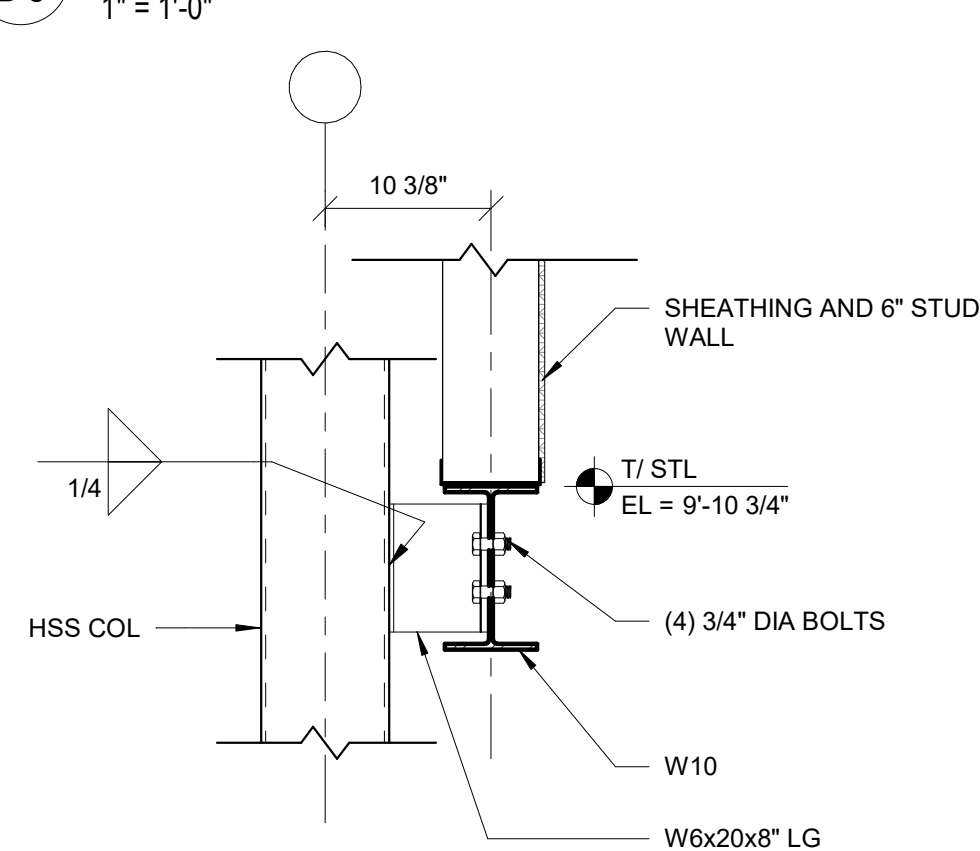 1" = 1'-0"
10 3/8"
SHEATHING AND 6" STUD
WALL
T/ STL
EL = 9'-10 3/4"
1/4
(4) 3/4" DIA BOLTS
HSS COL
W10
W6x20x8" LG